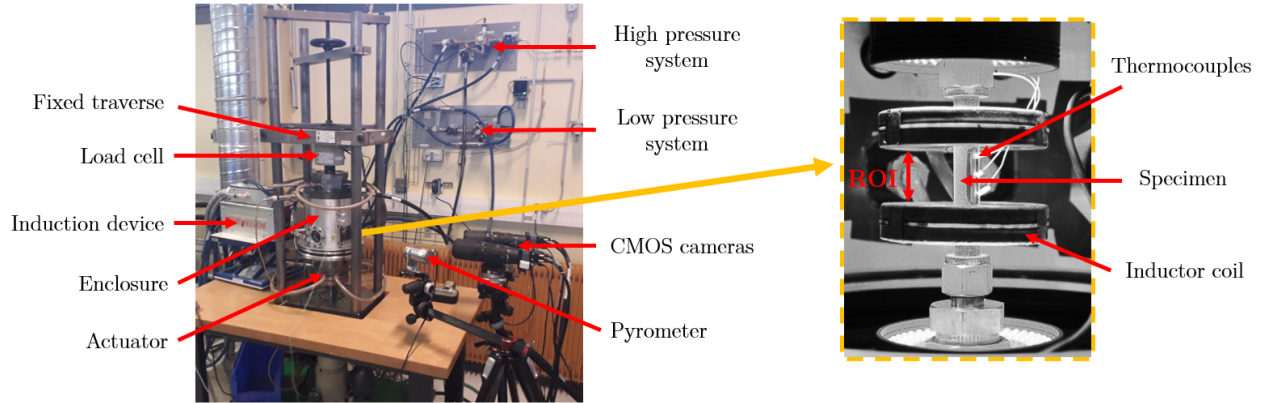 Fixed traverse
Load cell
Induction device
Enclosure
Actuator
High pressure
system
Low pressure
system
CMOS cameras
Pyrometer
ROI
Thermocouples
Specimen
Inductor coil